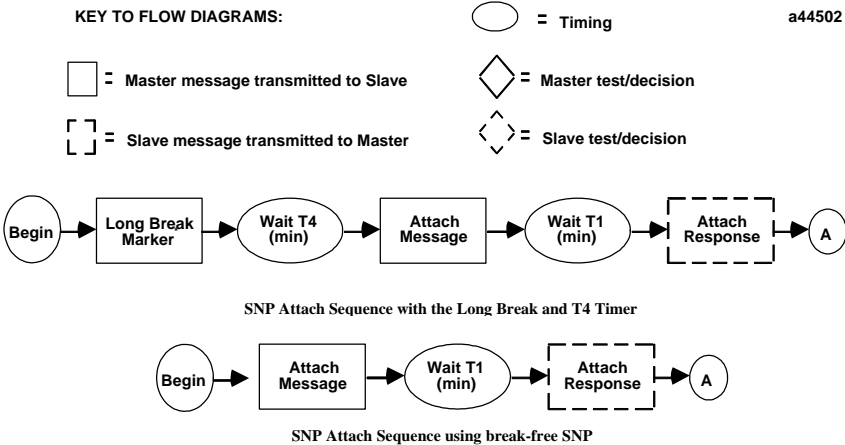 KEY TO FLOW DIAGRAMS:
= Timing
a44502
= Master message transmitted to Slave
= Master test/decision
= Slave message transmitted to Master
= Slave test/decision
Begin
Long Break
Marker
Wait T4
(min)
Attach
Message
Wait T1
(min)
Attach
Response
A
SNP Attach Sequence with the Long Break and T4 Timer
Begin
Attach
Message
Wait T1
(min)
Attach
Response
A
SNP Attach Sequence using break-free SNP